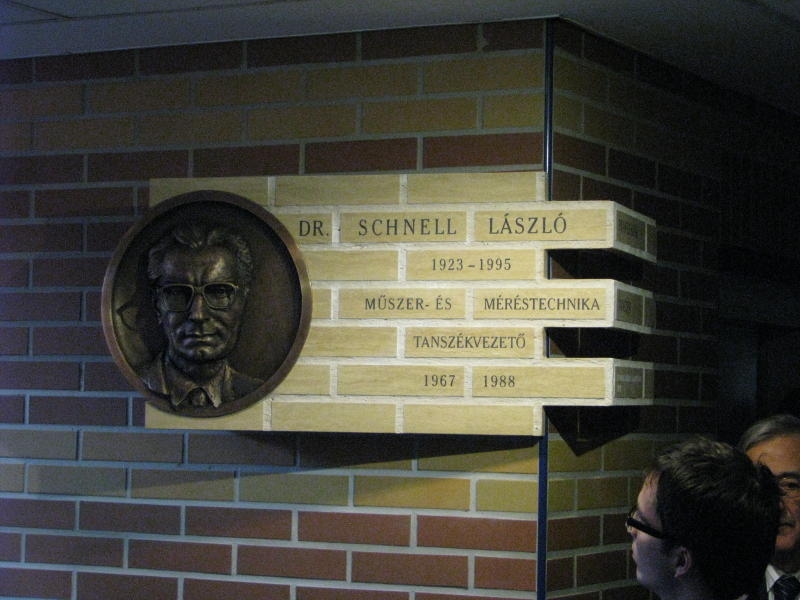 DR. SCHNELL LÁSZLÓ
1923 – 1995
MŰSZER- ÉS MÉRÉSTECHNIKA
TANSZÉKVEZETŐ
1967 1988